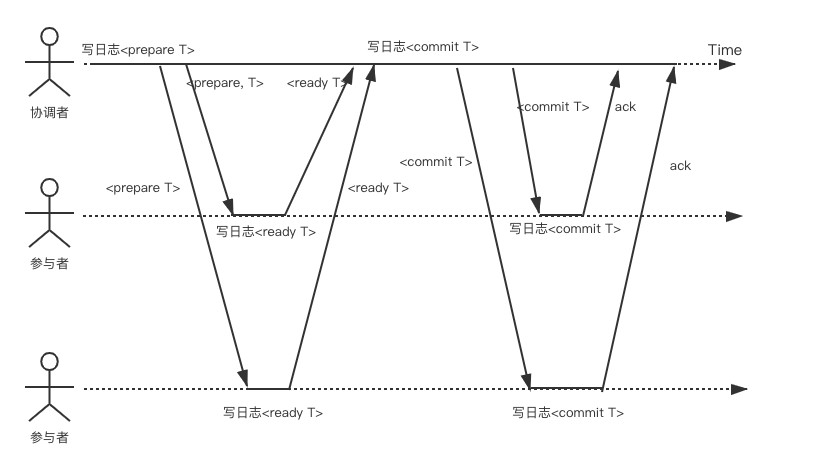 写日志<prepare T>
写日志<commit T>
Time
<prepare, T>
<ready T>
协调者
<commit T>
ack
<commit T>
ack
<prepare T>
<ready T>
写日志<ready T>
写日志<commit T>
参与者
写日志<ready T>
写日志<commit T>
参与者